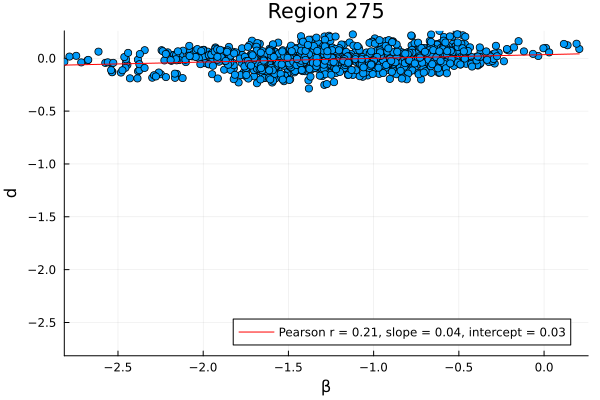 Region 275
0.0
−0.5
−1.0
−1.5
−2.0
−2.5
d
Pearson r = 0.21, slope = 0.04, intercept = 0.03
−2.5 −2.0 −1.5 −1.0 −0.5 0.0
β